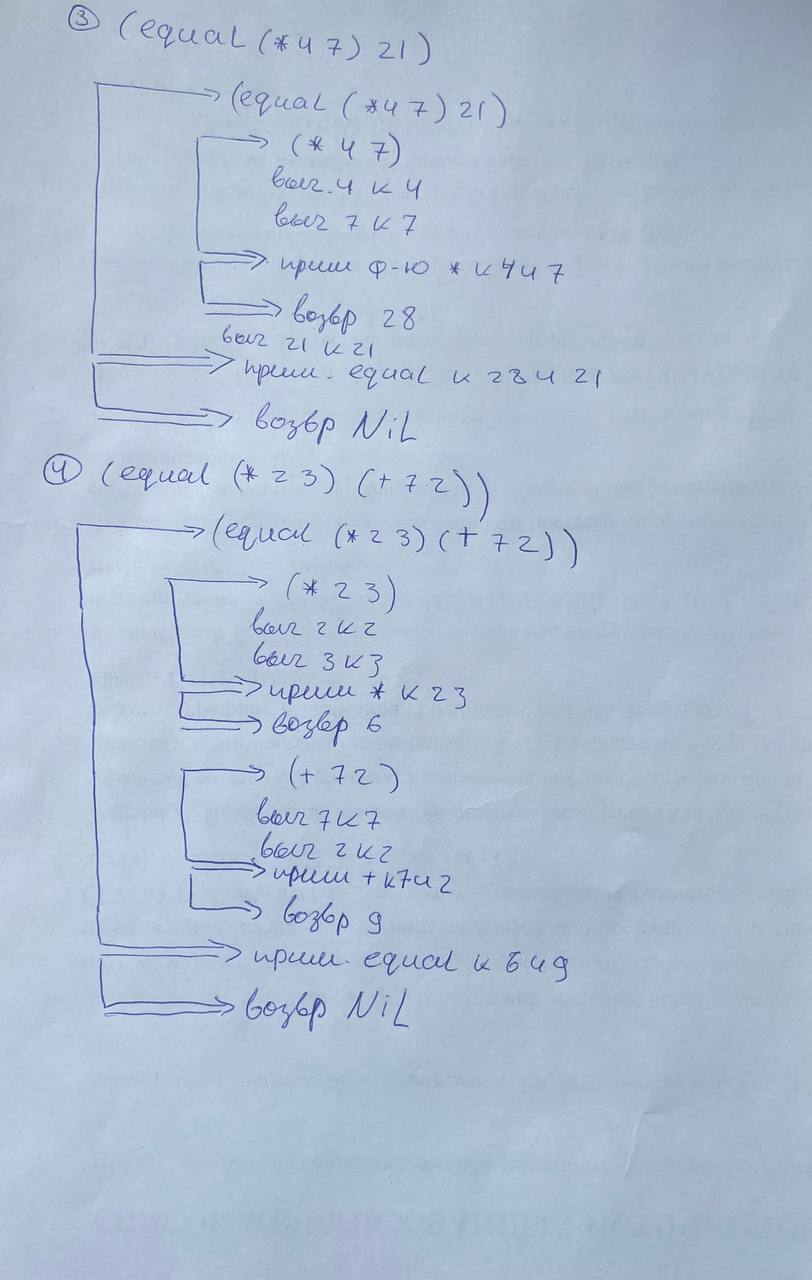 ③ (equal (* 4 7) 21)
(equal (* 4 7) 21)
(* 4 7)
выч. 4 к 4
выч 7 к 7
прим ф-ю * к 4 и 7
возвр 28
выч 21 к 21
прим. equal к 28 и 21
возвр NiL
④ (equal (* 2 3) (+ 7 2))
(equal (* 2 3) (+ 7 2))
(* 2 3)
выч 2 к 2
выч 3 к 3
прим * к 2 3
возвр 6
(+ 7 2)
выч 7 к 7
выч 2 к 2
прим + к 7 и 2
возвр 9
прим. equal к 6 и 9
возвр NiL